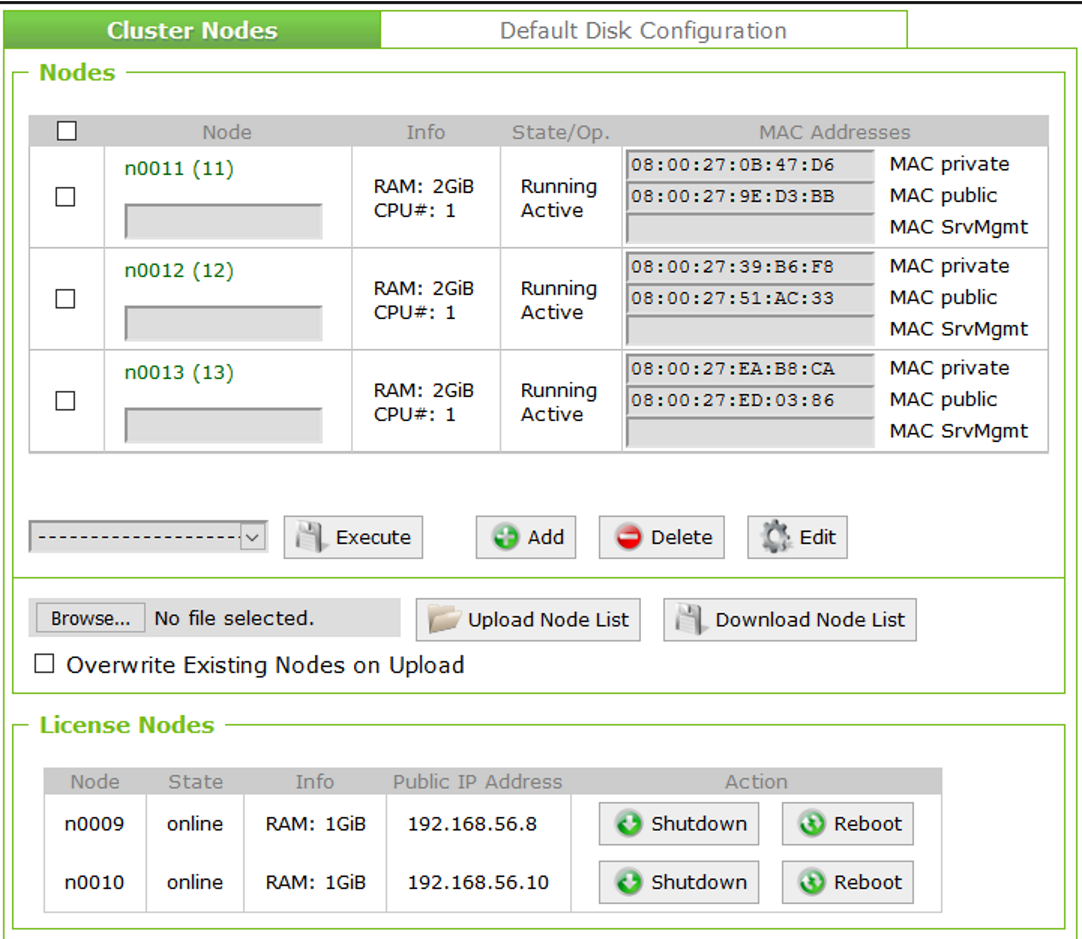 Cluster Nodes Default Disk Configuration
Nodes
Node Info State/Op. MAC Addresses
n0011 (11)
RAM: 2GiB
CPU#: 1
Running
Active
08:00:27:0B:47:D6 MAC private
08:00:27:9E:D3:BB MAC public
MAC SrvMgmt
n0012 (12)
RAM: 2GiB
CPU#: 1
Running
Active
08:00:27:39:B6:F8 MAC private
08:00:27:51:AC:33 MAC public
MAC SrvMgmt
n0013 (13)
RAM: 2GiB
CPU#: 1
Running
Active
08:00:27:EA:B8:CA MAC private
08:00:27:ED:03:86 MAC public
MAC SrvMgmt
-------------------- Execute Add Delete Edit
Browse... No file selected. Upload Node List Download Node List
Overwrite Existing Nodes on Upload
License Nodes
Node State Info Public IP Address Action
n0009 online RAM: 1GiB 192.168.56.8 Shutdown Reboot
n0010 online RAM: 1GiB 192.168.56.10 Shutdown Reboot